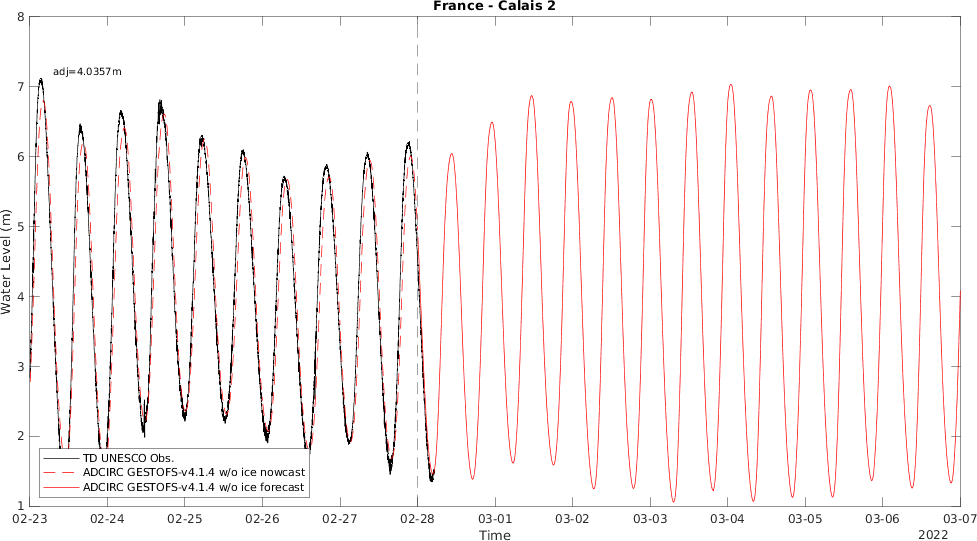 France - Calais 2
8
adj=4.0357m
7
6
5
Water Level (m)
4
3
2
TD UNESCO Obs.
ADCIRC GESTOFS-v4.1.4 w/o ice nowcast
ADCIRC GESTOFS-v4.1.4 w/o ice forecast
1
02-23 02-24 02-25 02-26 02-27 02-28 03-01 03-02 03-03 03-04 03-05 03-06 03-07
Time
2022